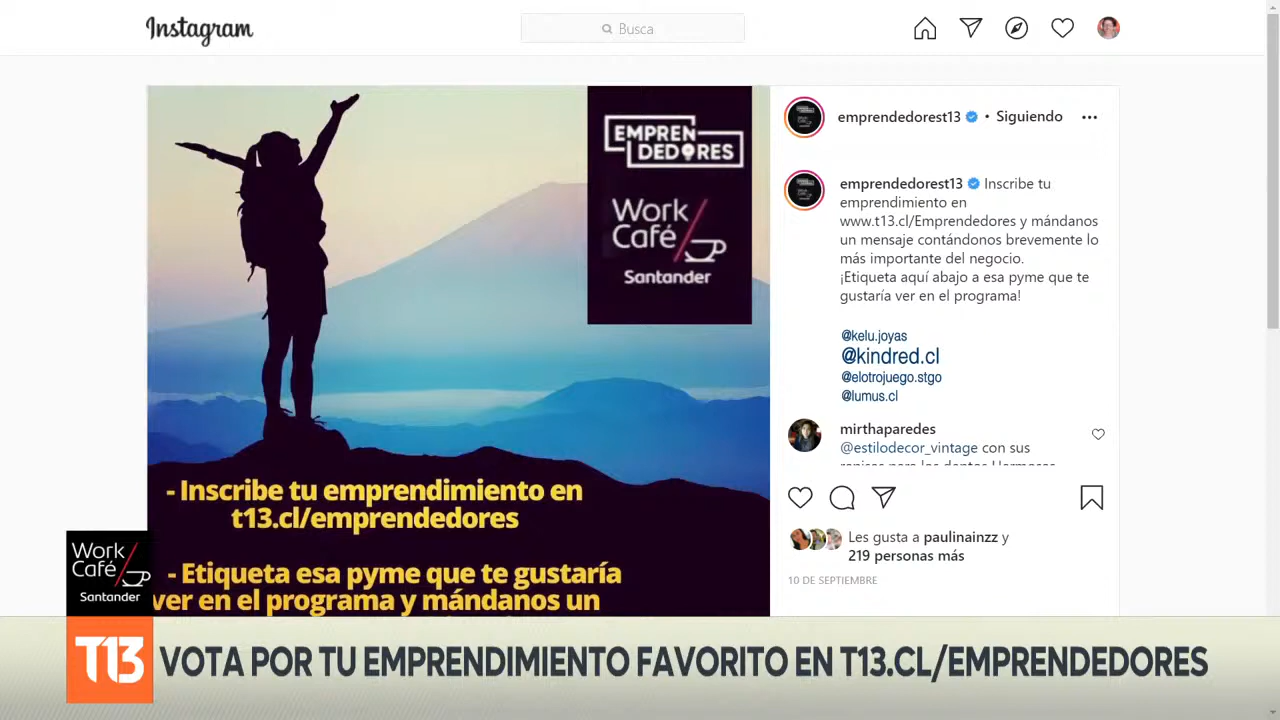 Instagram
Busca
EMPREN
DEDORES
Work
Café
Santander
- Inscribe tu emprendimiento en
t13.cl/emprendedores
- Etiqueta esa pyme que te gustaría
ver en el programa y mándanos un
emprendedorest13 • Siguiendo
emprendedorest13 Inscribe tu
emprendimiento en
www.t13.cl/Emprendedores y mándanos
un mensaje contándonos brevemente lo
más importante del negocio.
¡Etiqueta aquí abajo a esa pyme que te
gustaría ver en el programa!
@kelu.joyas
@kindred.cl
@elotrojuego.stgo
@lumus.cl
mirthaparedes
@estilodecor_vintage con sus
Les gusta a paulinainzz y
219 personas más
10 DE SEPTIEMBRE
Work
Café
Santander
T13
VOTA POR TU EMPRENDIMIENTO FAVORITO EN T13.CL/EMPRENDEDORES